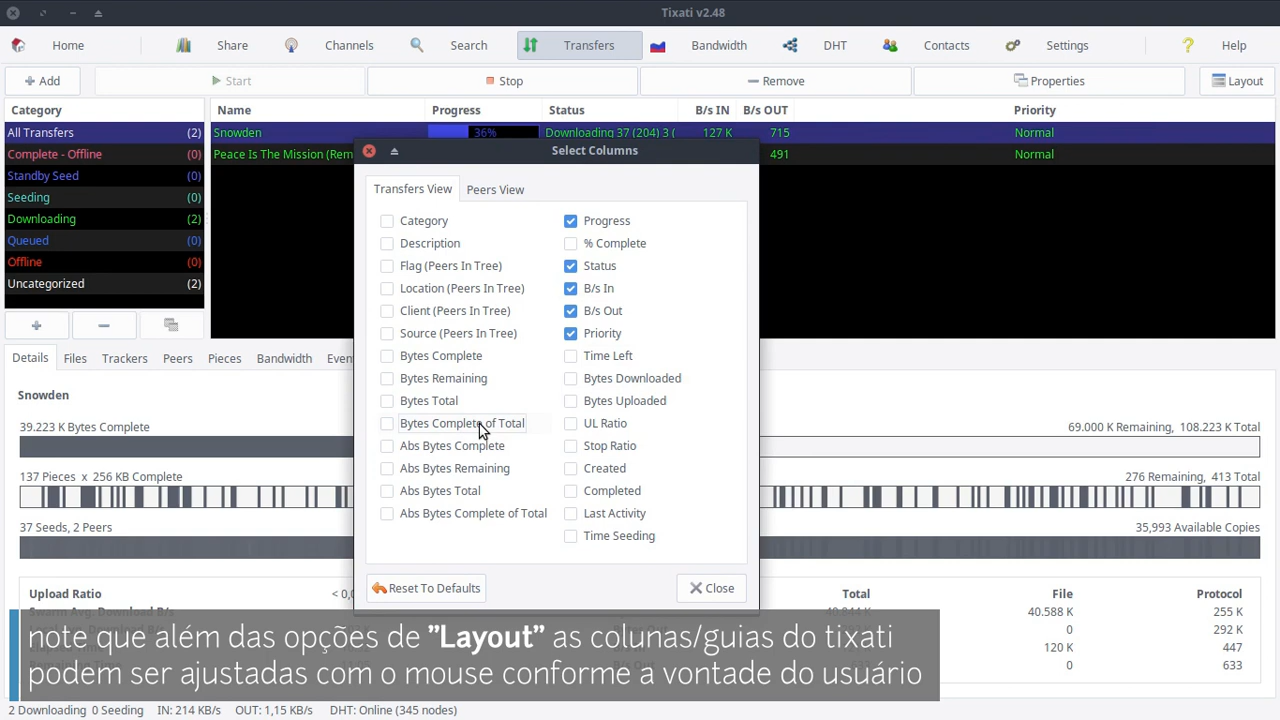 Tixati v2.48
Home Share Channels Search Transfers Bandwidth DHT Contacts Settings Help
Add Start Stop Remove Properties Layout
Category Name Progress Status B/s IN B/s OUT Priority
All Transfers (2) Snowden 36% Downloading 37 (204) 3 ( 127 K 715 Normal
Complete - Offline (0) Peace Is The Mission (Rem 491 Normal
Standby Seed (0)
Seeding (0)
Downloading (2)
Queued (0)
Offline (0)
Uncategorized (2)
Select Columns
Transfers View Peers View
Category Progress
Description % Complete
Flag (Peers In Tree) Status
Location (Peers In Tree) B/s In
Client (Peers In Tree) B/s Out
Source (Peers In Tree) Priority
Bytes Complete Time Left
Bytes Remaining Bytes Downloaded
Bytes Total Bytes Uploaded
Bytes Complete of Total UL Ratio
Abs Bytes Complete Stop Ratio
Abs Bytes Remaining Created
Abs Bytes Total Completed
Abs Bytes Complete of Total Last Activity
Time Seeding
Reset To Defaults Close
Details Files Trackers Peers Pieces Bandwidth Even
Snowden
39.223 K Bytes Complete 69.000 K Remaining, 108.223 K Total
137 Pieces x 256 KB Complete 276 Remaining, 413 Total
37 Seeds, 2 Peers 35,993 Available Copies
Upload Ratio < 0,0 Total File Protocol
40.588 K 255 K
0 292 K
120 K 447
0 633
note que além das opções de "Layout" as colunas/guias do tixati
podem ser ajustadas com o mouse conforme a vontade do usuário
2 Downloading 0 Seeding IN: 214 KB/s OUT: 1,15 KB/s DHT: Online (345 nodes)